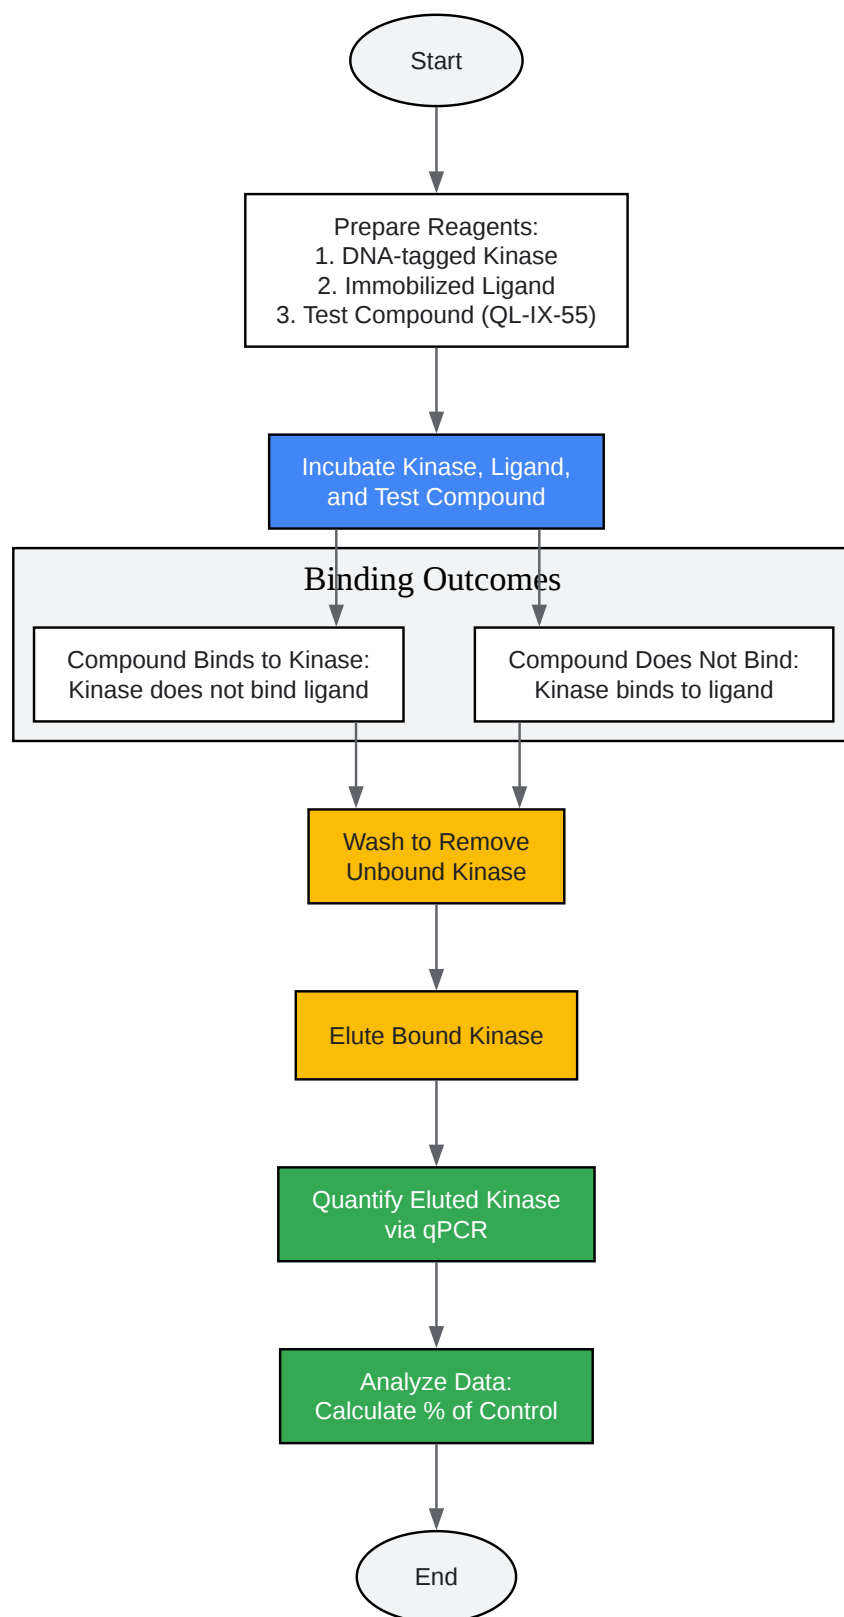 Start
Prepare Reagents:
1. DNA-tagged Kinase
2. Immobilized Ligand
3. Test Compound (QL-IX-55)
Incubate Kinase, Ligand,
and Test Compound
Binding Outcomes
Compound Binds to Kinase:
Kinase does not bind ligand
Compound Does Not Bind:
Kinase binds to ligand
Wash to Remove
Unbound Kinase
Elute Bound Kinase
Quantify Eluted Kinase
via qPCR
Analyze Data:
Calculate % of Control
End